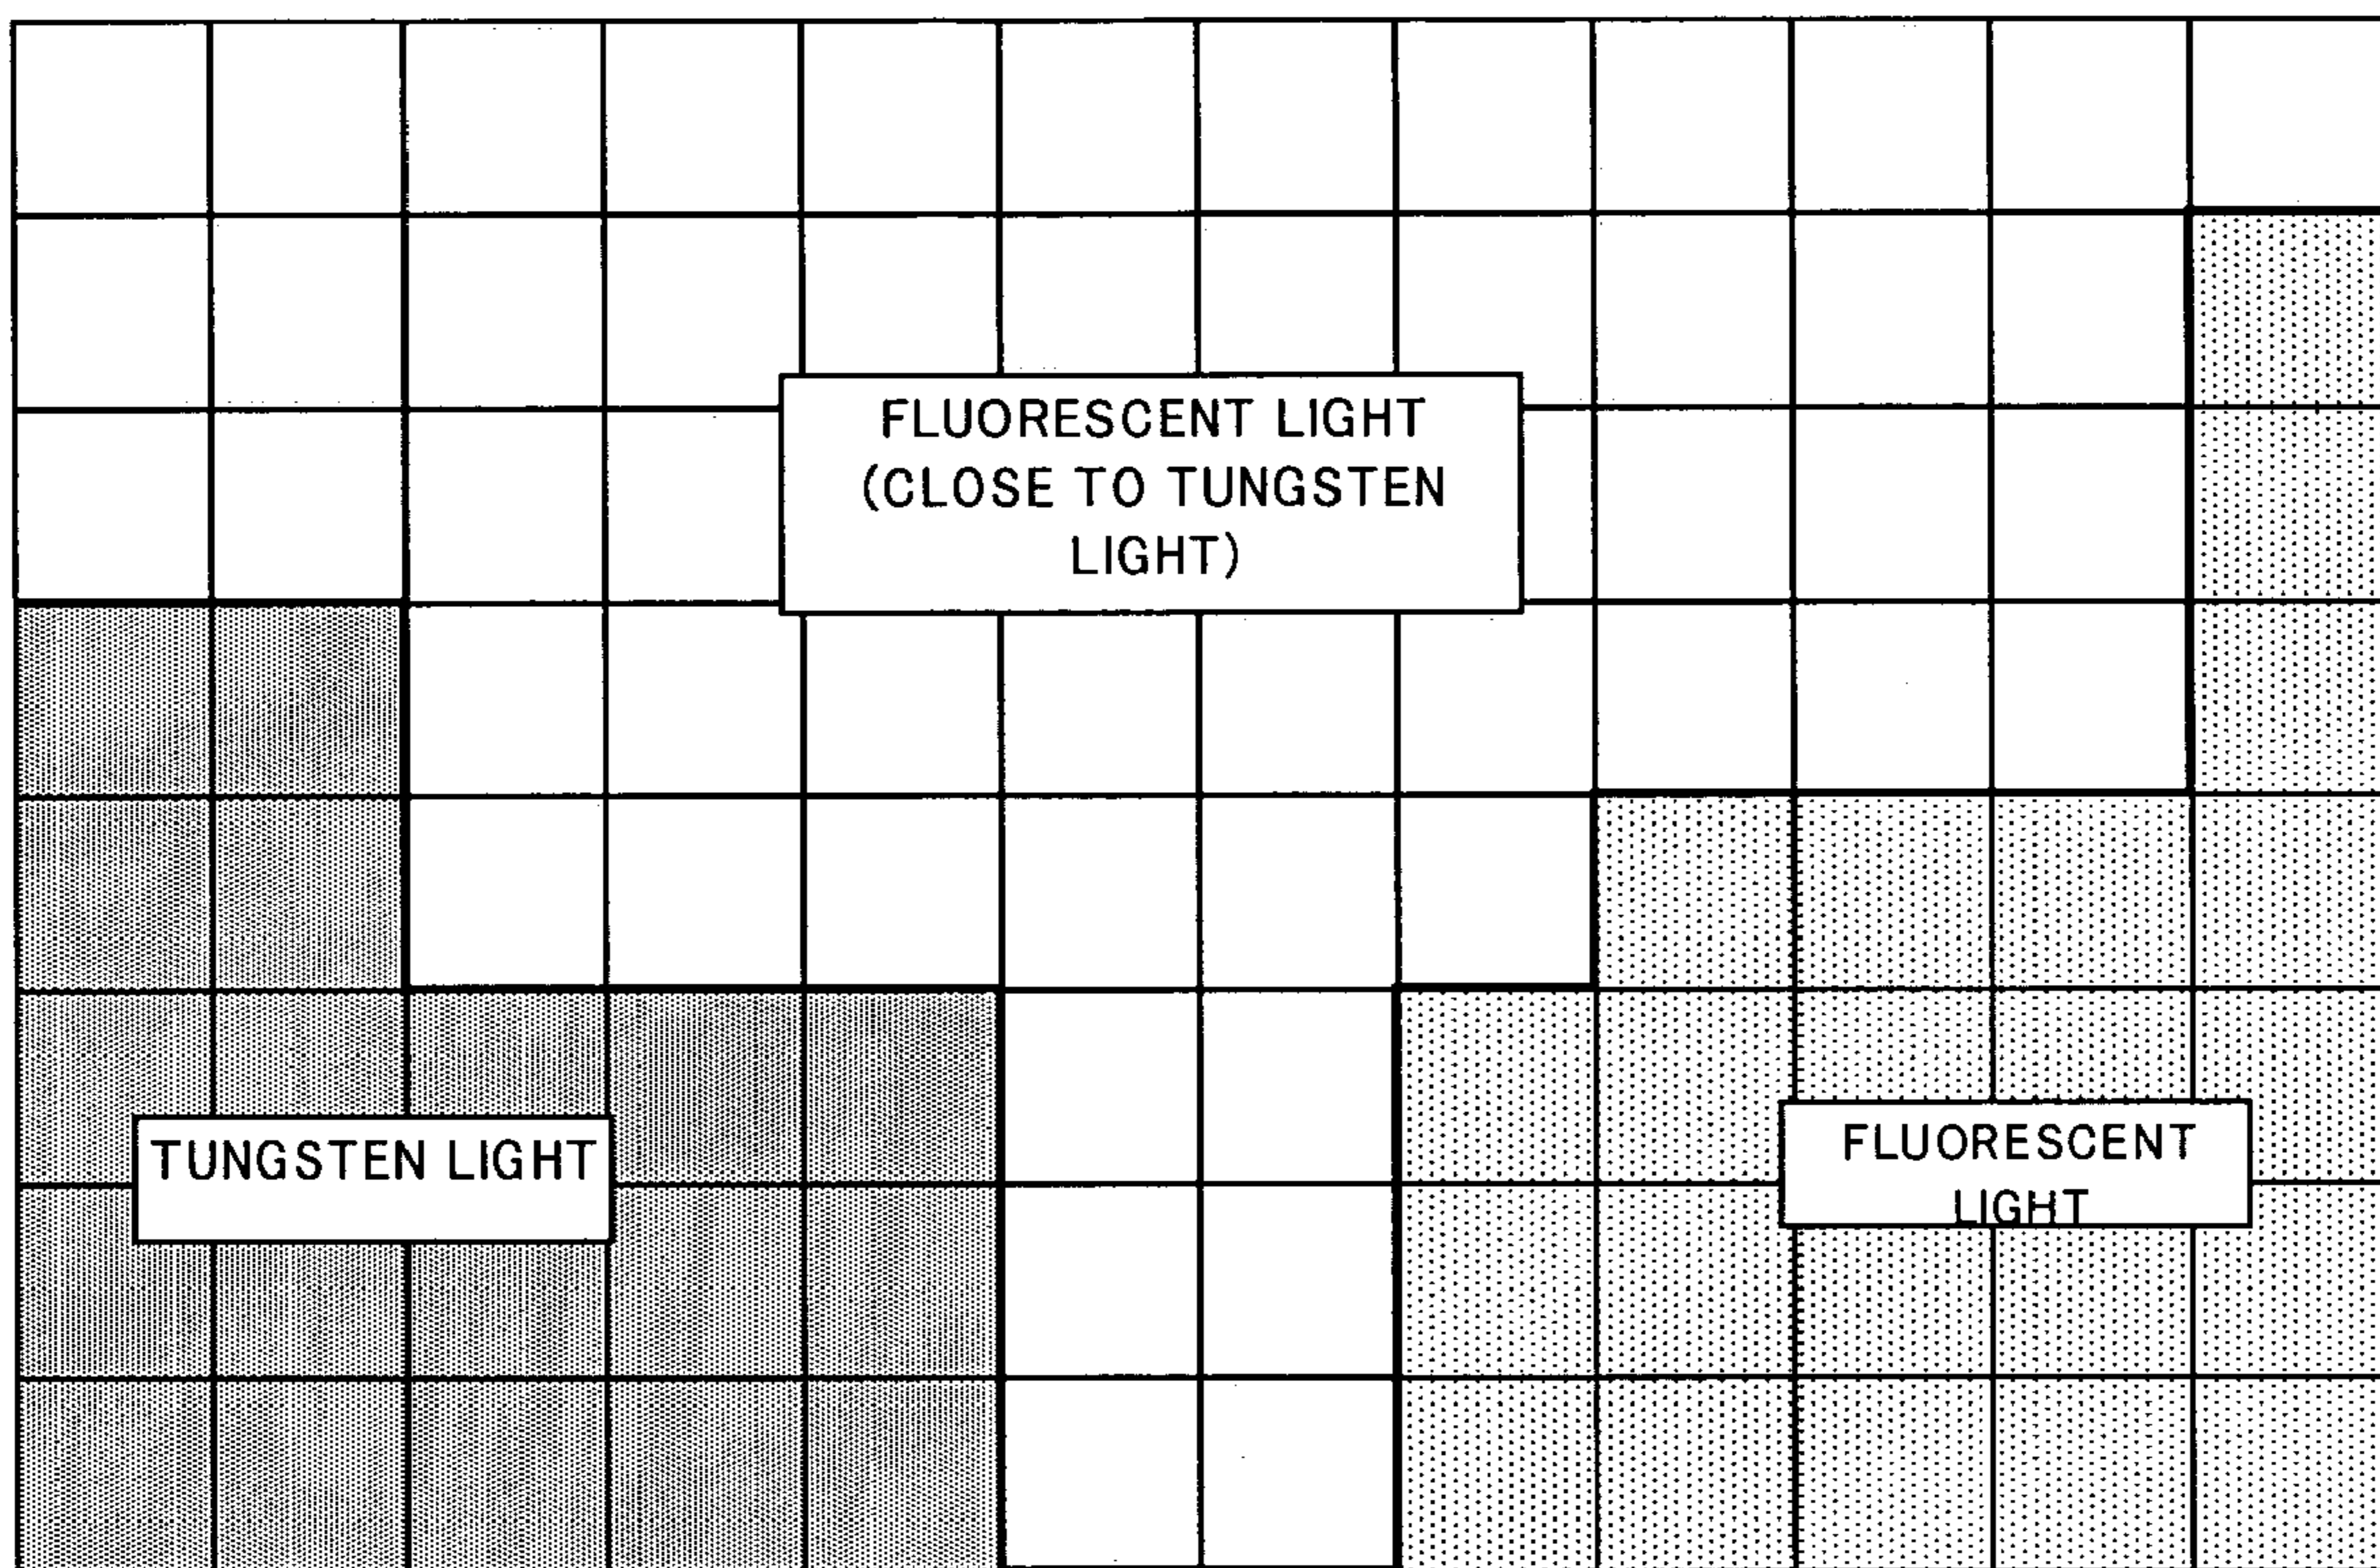 FLUORESCENT LIGHT
(CLOSE TO TUNGSTEN
LIGHT)
TUNGSTEN LIGHT
FLUORESCENT
LIGHT